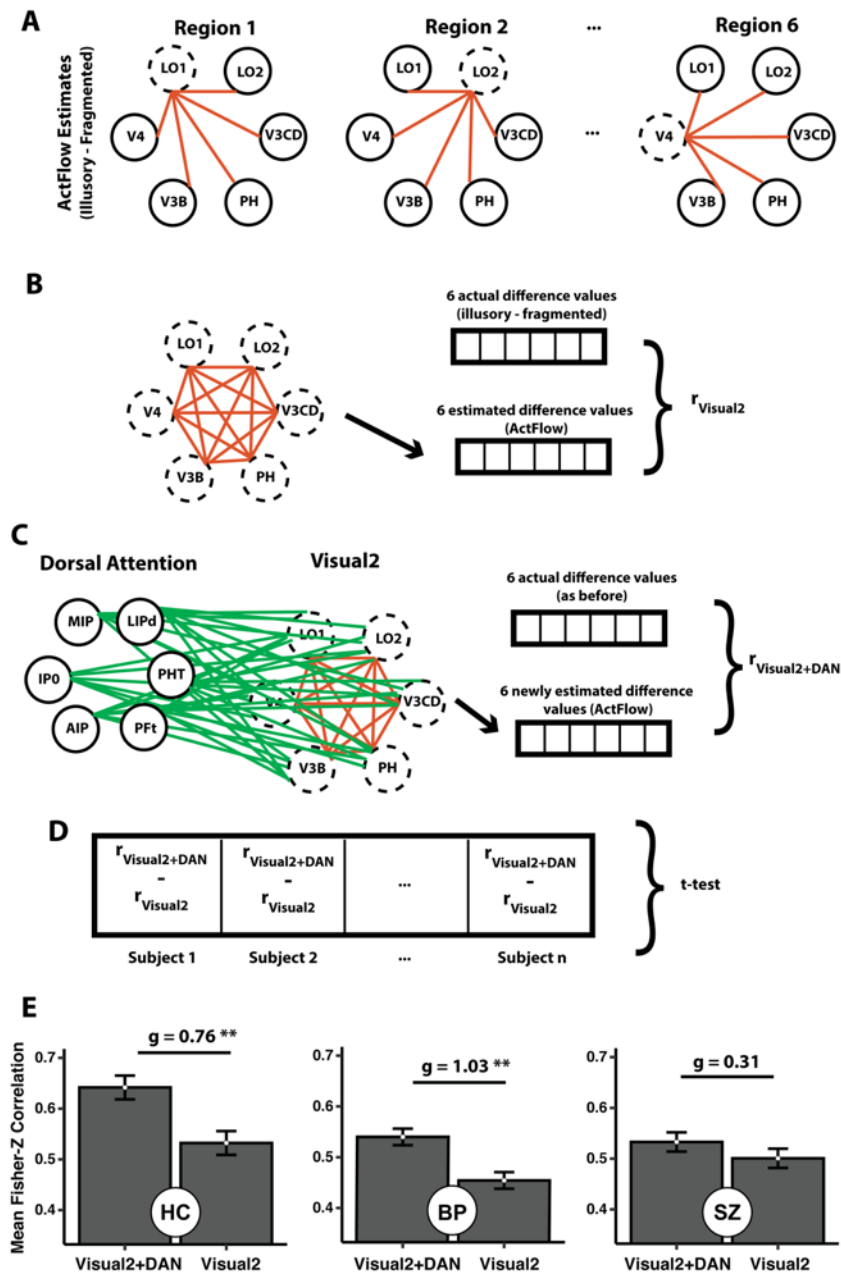 A
Region 1
Region 2
...
Region 6
ActFlow Estimates
(Illusory - Fragmented)
LO1
LO2
V4
V3CD
V3B
PH
LO1
LO2
V4
V3CD
V3B
PH
...
LO1
LO2
V4
V3CD
V3B
PH
B
LO1
LO2
V4
V3CD
V3B
PH
6 actual difference values
(illusory - fragmented)
6 estimated difference values
(ActFlow)
rVisual2
C
Dorsal Attention
Visual2
MIP
LIPd
IP0
PHT
AIP
PFt
LO1
LO2
V4
V3CD
V3B
PH
6 actual difference values
(as before)
6 newly estimated difference
values (ActFlow)
rVisual2+DAN
D
rVisual2+DAN
-
rVisual2
rVisual2+DAN
-
rVisual2
...
rVisual2+DAN
-
rVisual2
Subject 1
Subject 2
...
Subject n
t-test
E
Mean Fisher-Z Correlation
g = 0.76 **
0.7
0.6
0.5
0.4
HC
Visual2+DAN
Visual2
g = 1.03 **
0.7
0.6
0.5
0.4
BP
Visual2+DAN
Visual2
g = 0.31
0.7
0.6
0.5
0.4
SZ
Visual2+DAN
Visual2